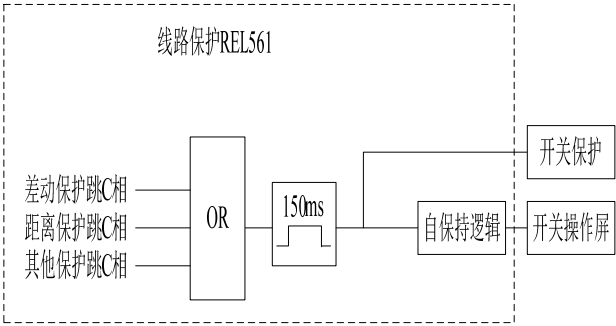 线路保护REL561
开关保护
差动保护跳C相
150ms
距离保护跳C相
OR
自保持逻辑
开关操作屏
其他保护跳C相